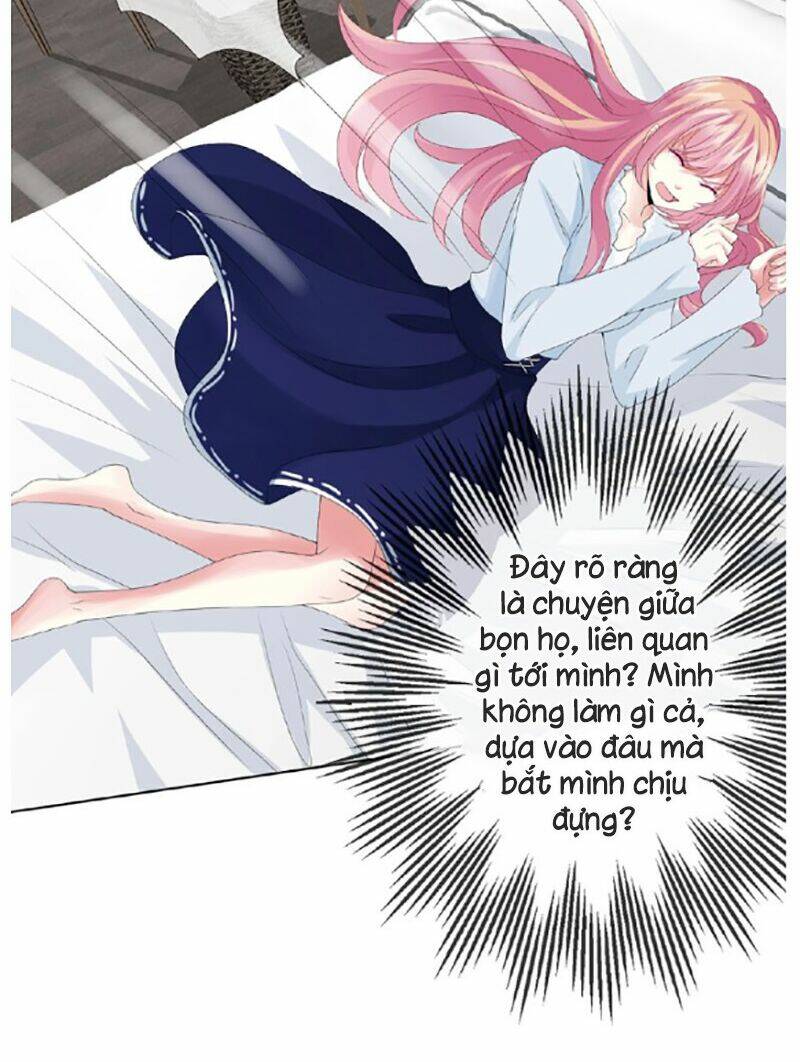 Đây rõ ràng
là chuyện giữa
bọn họ, liên quan
gì tới mình? Mình
không làm gì cả,
dựa vào đâu mà
bắt mình chịu
đựng?